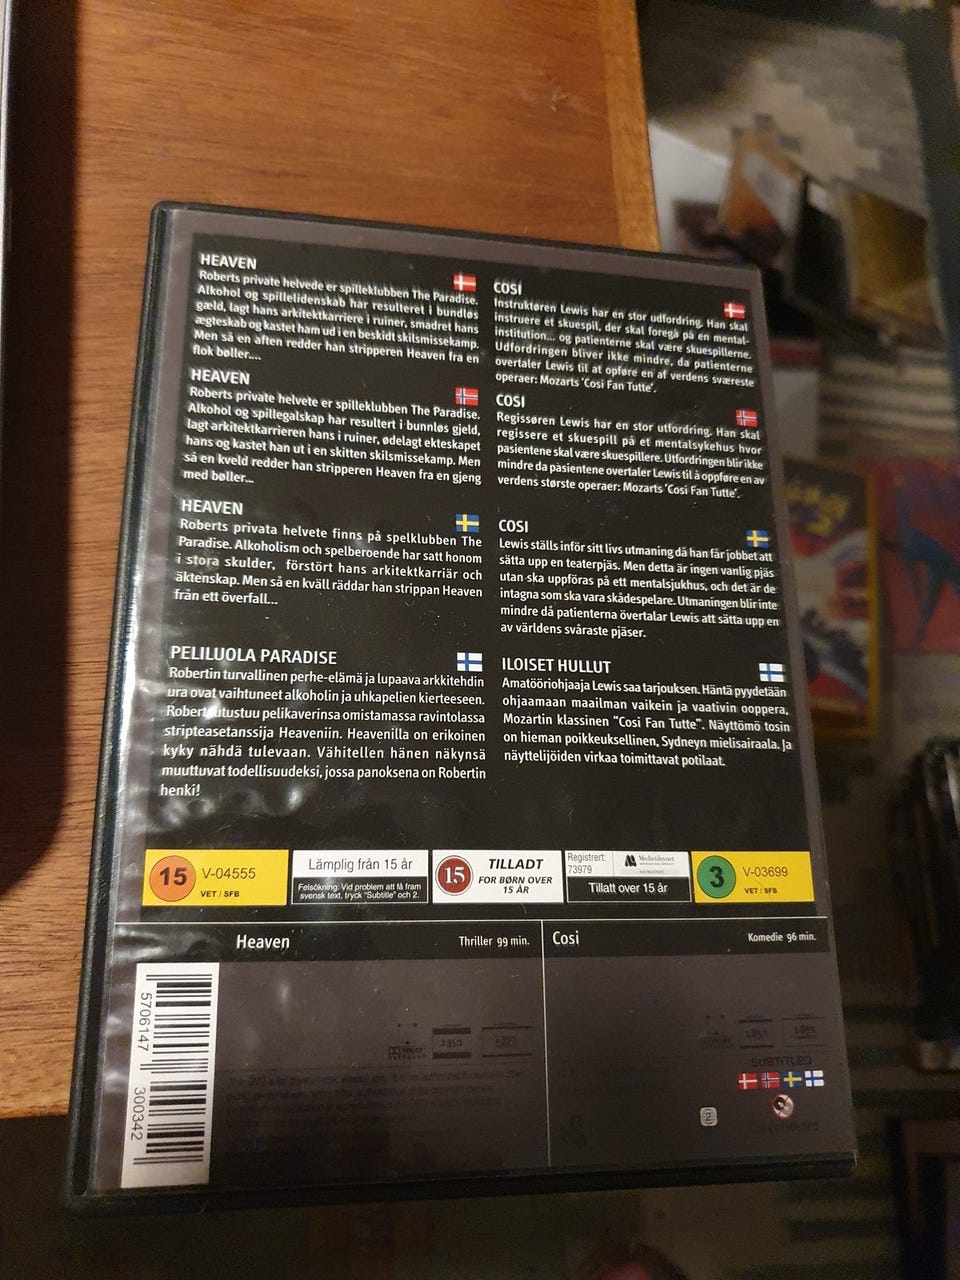 HEAVEN
Roberts private helvede er spilleklubben The Paradise.
Alkohol og spillelidenskab har resulteret i bundløs
gæld, lagt hans arkitektkarriere i ruiner, smadret hans
ægteskab og kastet ham ud i en beskidt skilsmissekamp.
Men så en aften redder han stripperen Heaven fra en
flok bøller....
HEAVEN
Roberts private helvete er spilleklubben The Paradise.
Alkohol og spillegalskap har resultert i bunnløs gjeld,
lagt arkitektkarrieren hans i ruiner, ødelagt ekteskapet
hans og kastet han ut i en skitten skilsmissekamp. Men
så en kveld redder han stripperen Heaven fra en gjeng
med bøller...
HEAVEN
Roberts privata helvete finns på spelklubben The
Paradise. Alkoholism och spelberoende har satt honom
i stora skulder, förstört hans arkitektkarriär och
äktenskap. Men så en kväll räddar han strippan Heaven
från ett överfall...
PELILUOLA PARADISE
Robertin turvallinen perhe-elämä ja lupaava arkkitehdin
ura ovat vaihtuneet alkoholin ja uhkapelien kierteeseen.
Robert tutustuu pelikaverinsa omistamassa ravintolassa
stripteasetanssija Heaveniin. Heavenilla on erikoinen
kyky nähdä tulevaan. Vähitellen hänen näkynsä
muuttuvat todellisuudeksi, jossa panoksena on Robertin
henki!
COSI
Instruktøren Lewis har en stor udfordring. Han skal
instruere et skuespil, der skal foregå på en mental-
institution... og patienterne skal være skuespillerne.
Udfordringen bliver ikke mindre, da patienterne
overtaler Lewis til at opføre en af verdens sværeste
operaer: Mozarts 'Cosi Fan Tutte'.
COSI
Regissøren Lewis har en stor utfordring. Han skal
regissere et skuespill på et mentalsykehus hvor
pasientene skal være skuespillere. Utfordringen blir ikke
mindre da pasientene overtaler Lewis til å oppføre en av
verdens største operaer: Mozarts 'Cosi Fan Tutte'.
COSI
Lewis ställs inför sitt livs utmaning då han får jobbet att
sätta upp en teaterpjäs. Men detta är ingen vanlig pjäs
utan ska uppföras på ett mentalsjukhus, och det är de
intagna som ska vara skådespelare. Utmaningen blir inte
mindre då patienterna övertalar Lewis att sätta upp en
av världens svåraste pjäser.
ILOISET HULLUT
Amatööriohjaaja Lewis saa tarjouksen. Häntä pyydetään
ohjaamaan maailman vaikein ja vaativin ooppera,
Mozartin klassinen "Cosi Fan Tutte". Näyttömö tosin
on hieman poikkeuksellinen, Sydneyn mielisairaala. Ja
näyttelijöiden virkaa toimittavat potilaat.
15 V-04555
VET / SFB
Lämplig från 15 år
Felsökning: Vid problem att få fram
svensk text, tryck "Subtitle" och 2.
15 TILLADT
FOR BØRN OVER
15 ÅR
Registrert:
73979
Medietilsynet
Tillatt over 15 år
3 V-03699
VET / SFB
Heaven Thriller 99 min.
Cosi Komedie 96 min.
2.35:1
1.85:1
SUBTITLED
2
5706147 300342